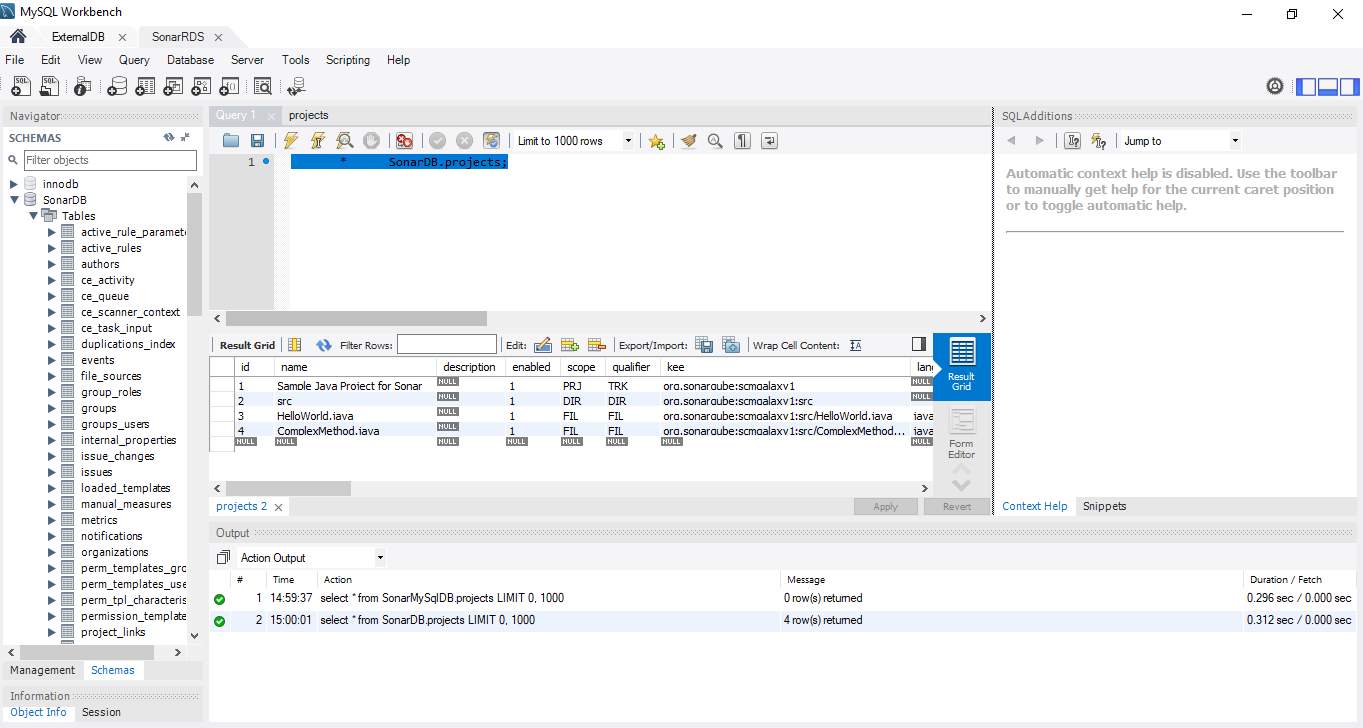 MySQL Workbench
ExternalDB
SonarRDS
File Edit View Query Database Server Tools Scripting Help
Navigator
SCHEMAS
Filter objects
innodb
SonarDB
Tables
active_rule_paramete
active_rules
authors
ce_activity
ce_queue
ce_scanner_context
ce_task_input
duplications_index
events
file_sources
group_roles
groups
groups_users
internal_properties
issue_changes
issues
loaded_templates
manual_measures
metrics
notifications
organizations
perm_templates_gro
perm_templates_use
perm_tpl_characteris
permission_template
project_links
Management Schemas
Information
Object Info Session
Query 1 projects
Limit to 1000 rows
1 * SonarDB.projects;
Result Grid Filter Rows: Edit: Export/Import: Wrap Cell Content: IA
id name description enabled scope qualifier kee lang
1 Sample Java Project for Sonar NULL 1 PRJ TRK org.sonarqube:scmgalaxy1 NULL
2 src NULL 1 DIR DIR org.sonarqube:scmgalaxy1:src NULL
3 HelloWorld.java NULL 1 FIL FIL org.sonarqube:scmgalaxy1:src/HelloWorld.java java
4 ComplexMethod.java NULL 1 FIL FIL org.sonarqube:scmgalaxy1:src/ComplexMethod... java
NULL NULL NULL NULL NULL NULL NULL NULL
Result
Grid
Form
Editor
projects 2
Apply Revert
SQLAdditions
Jump to
Automatic context help is disabled. Use the toolbar
to manually get help for the current caret position
or to toggle automatic help.
Context Help Snippets
Output
Action Output
# Time Action Message Duration / Fetch
1 14:59:37 select * from SonarMySqlDB.projects LIMIT 0, 1000 0 row(s) returned 0.296 sec / 0.000 sec
2 15:00:01 select * from SonarDB.projects LIMIT 0, 1000 4 row(s) returned 0.312 sec / 0.000 sec